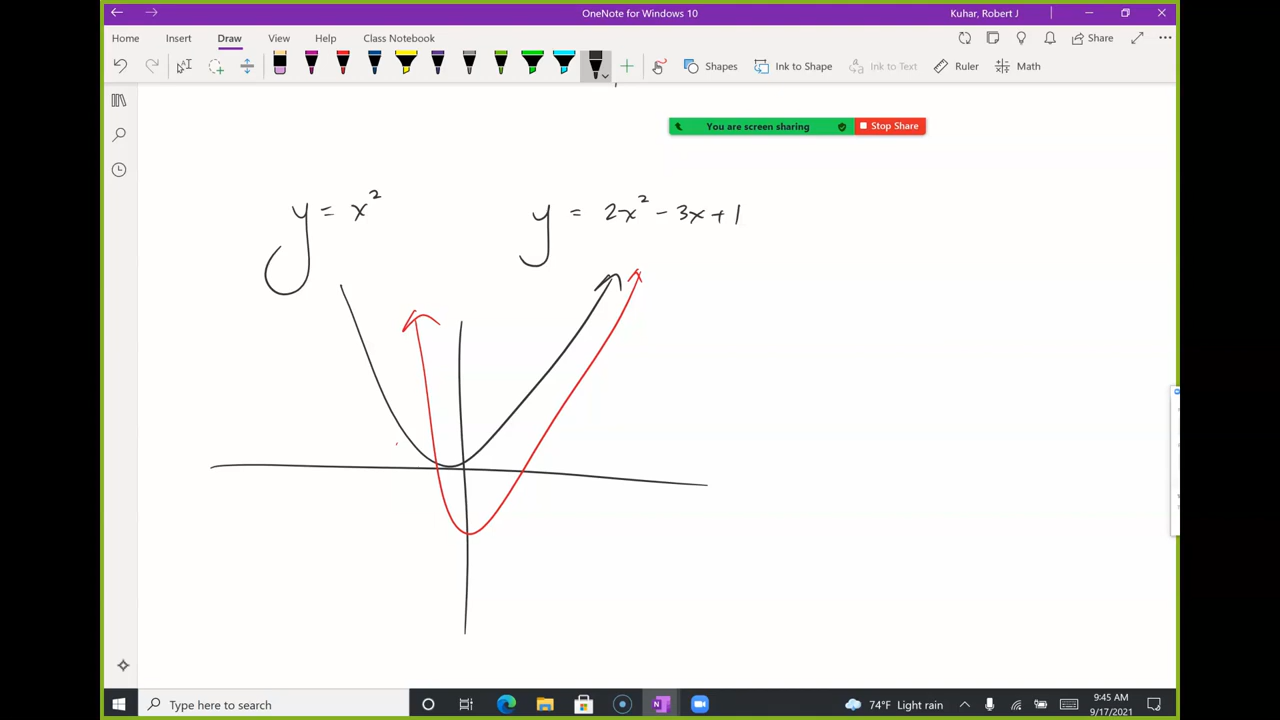 OneNote for Windows 10
Kuhar, Robert J
Home Insert Draw View Help Class Notebook
Share
Shapes Ink to Shape Ink to Text Ruler Math
You are screen sharing Stop Share
y = x² y = 2x² - 3x + 1
Type here to search
74°F Light rain
9:45 AM
9/17/2021